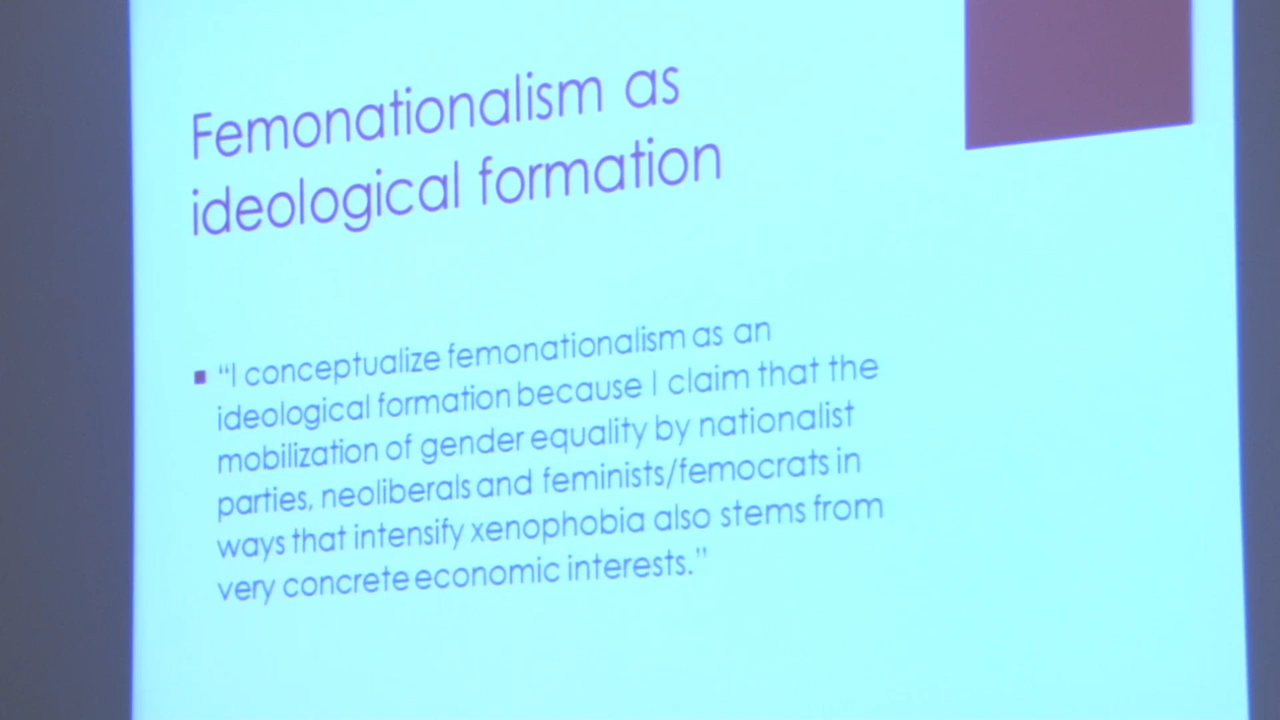 Femonationalism as
ideological formation
▪ “I conceptualize femonationalism as an
ideological formation because I claim that the
mobilization of gender equality by nationalist
parties, neoliberals and feminists/femocrats in
ways that intensify xenophobia also stems from
very concrete economic interests.”